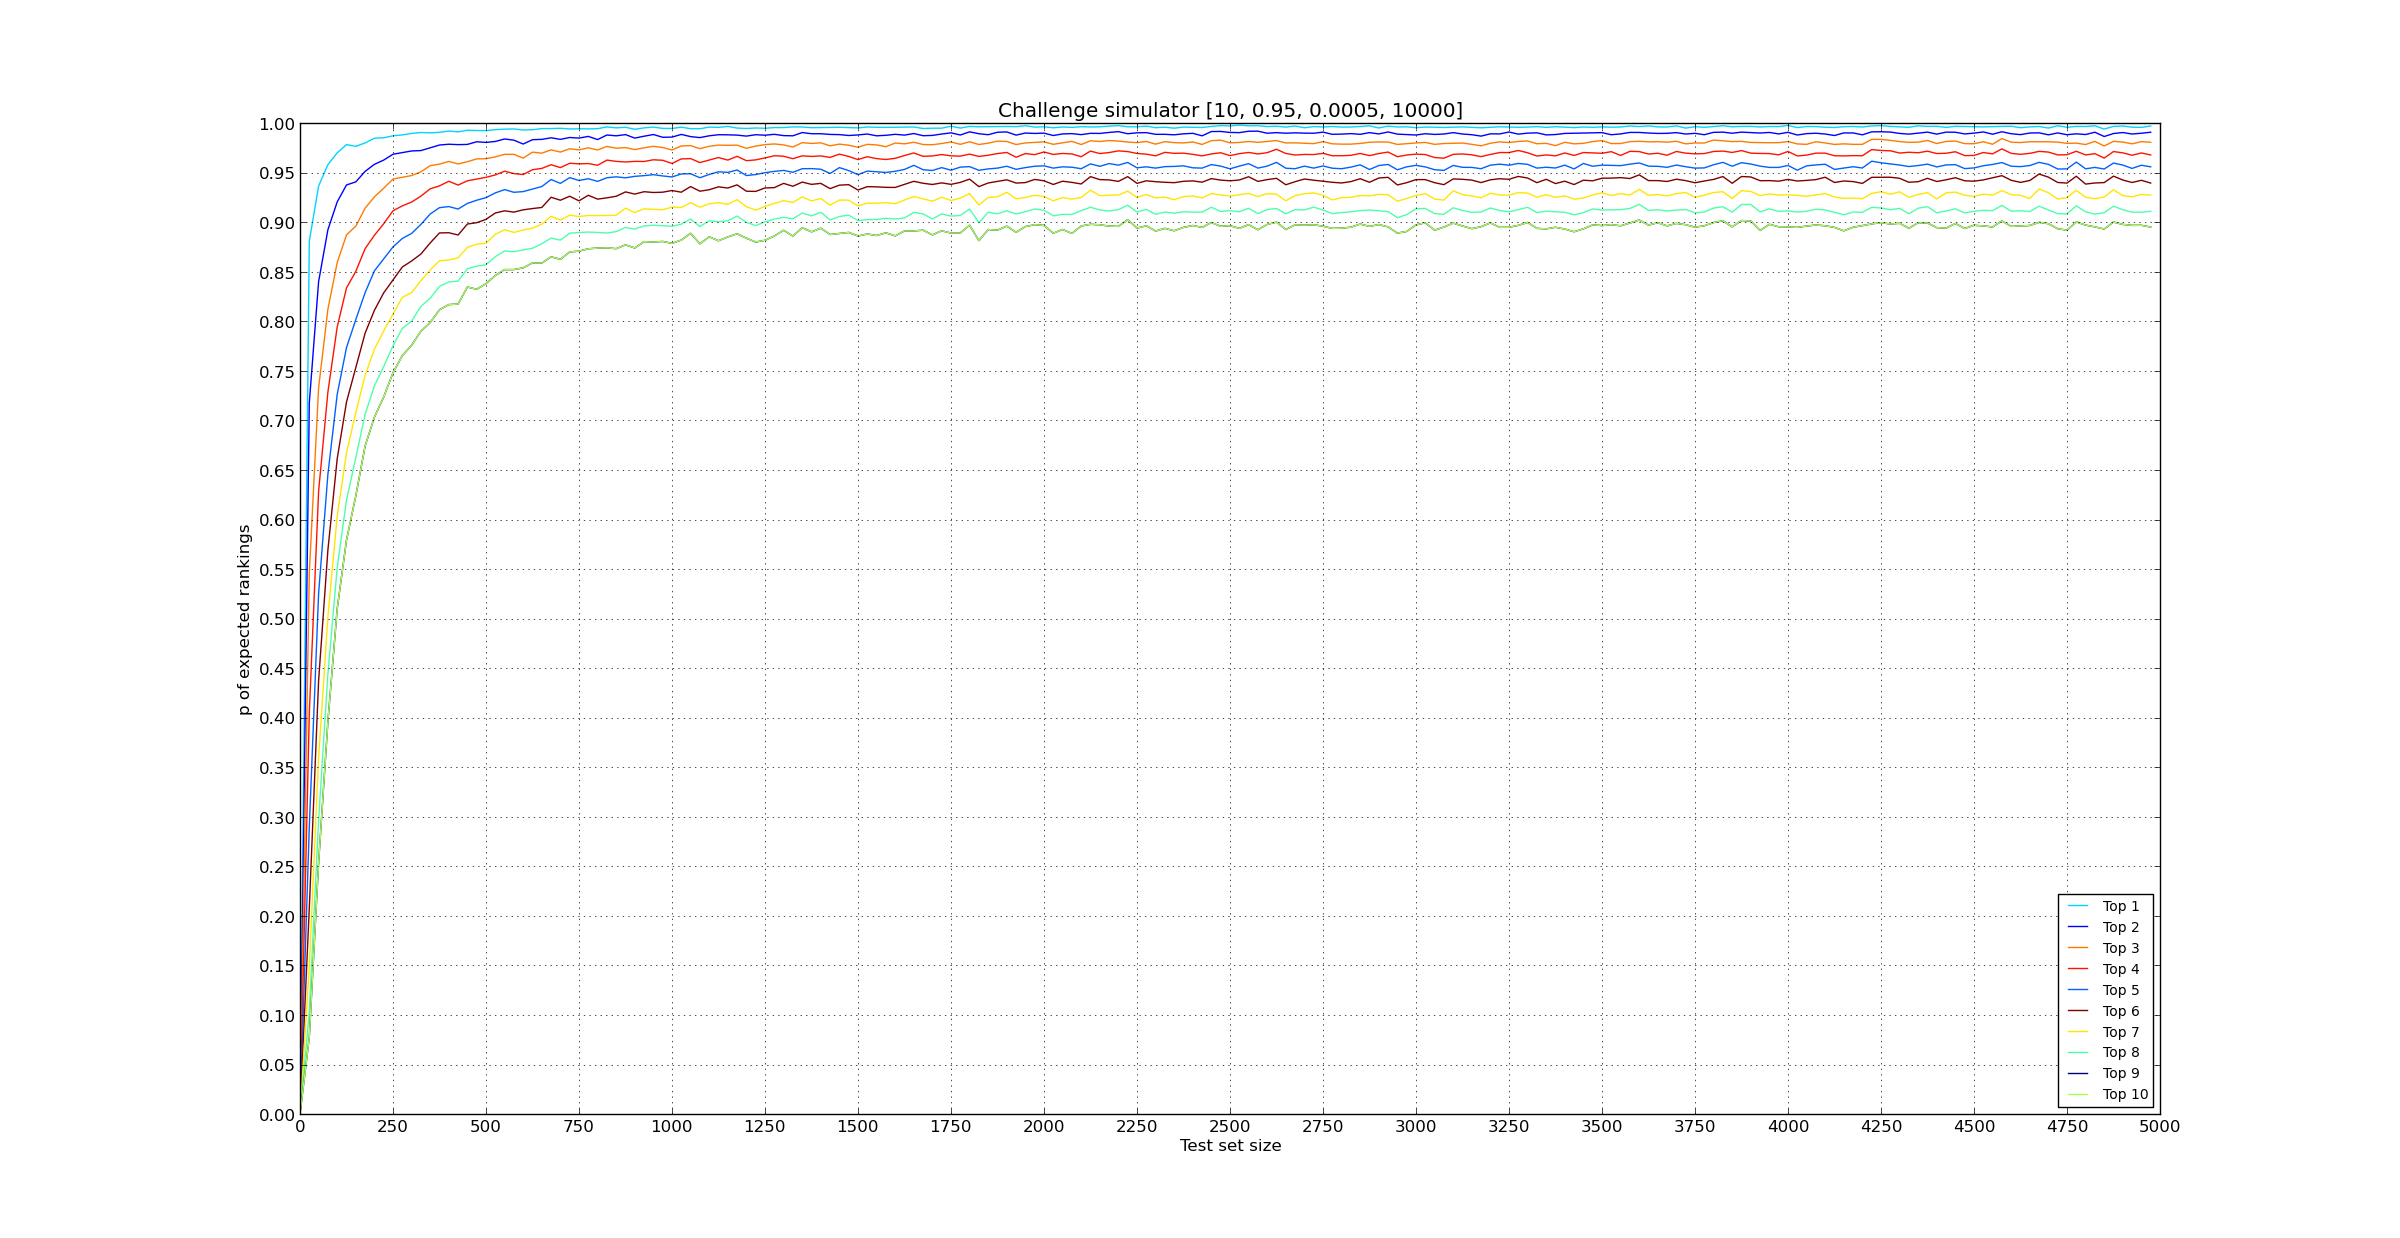 Challenge simulator [10, 0.95, 0.0005, 10000]
1.00
0.95
0.90
0.85
0.80
0.75
0.70
0.65
0.60
0.55
0.50
0.45
0.40
0.35
0.30
0.25
0.20
0.15
0.10
0.05
0.00
p of expected rankings
Top 1
Top 2
Top 3
Top 4
Top 5
Top 6
Top 7
Top 8
Top 9
Top 10
0 250 500 750 1000 1250 1500 1750 2000 2250 2500 2750 3000 3250 3500 3750 4000 4250 4500 4750 5000
Test set size